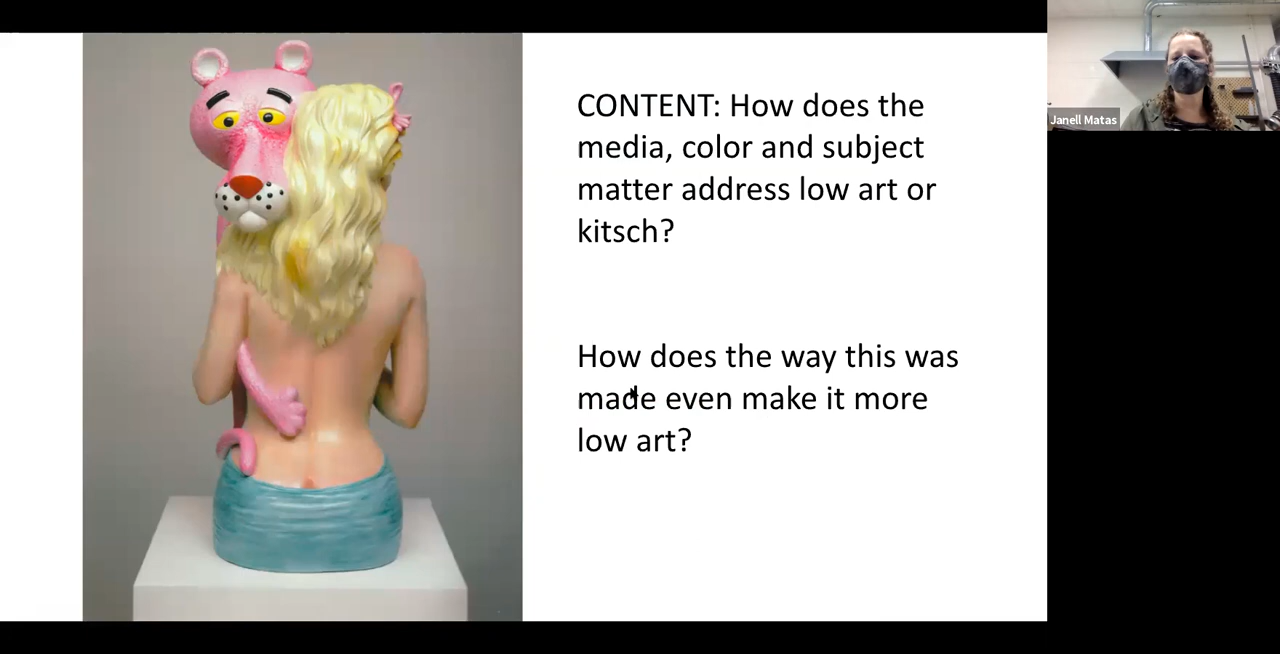 CONTENT: How does the
media, color and subject
matter address low art or
kitsch?
How does the way this was
made even make it more
low art?
Janell Matas